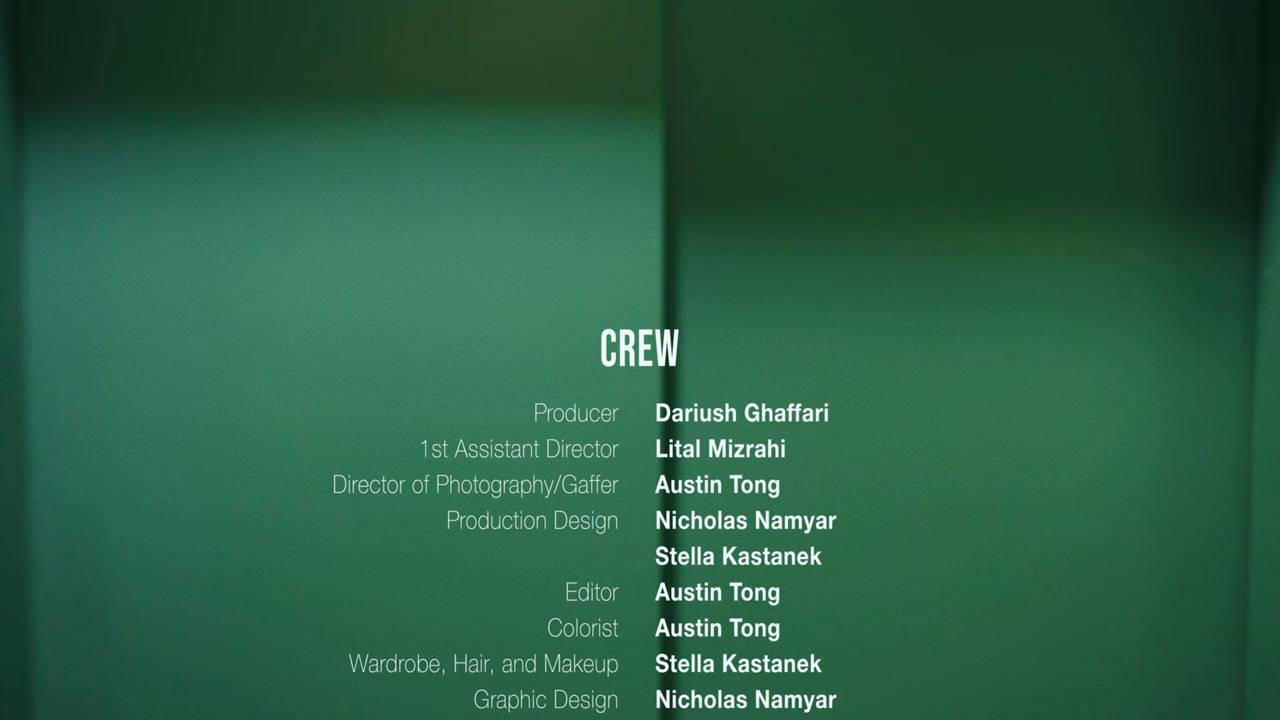 CREW
Producer Dariush Ghaffari
1st Assistant Director Lital Mizrahi
Director of Photography/Gaffer Austin Tong
Production Design Nicholas Namyar
Stella Kastanek
Editor Austin Tong
Colorist Austin Tong
Wardrobe, Hair, and Makeup Stella Kastanek
Graphic Design Nicholas Namyar